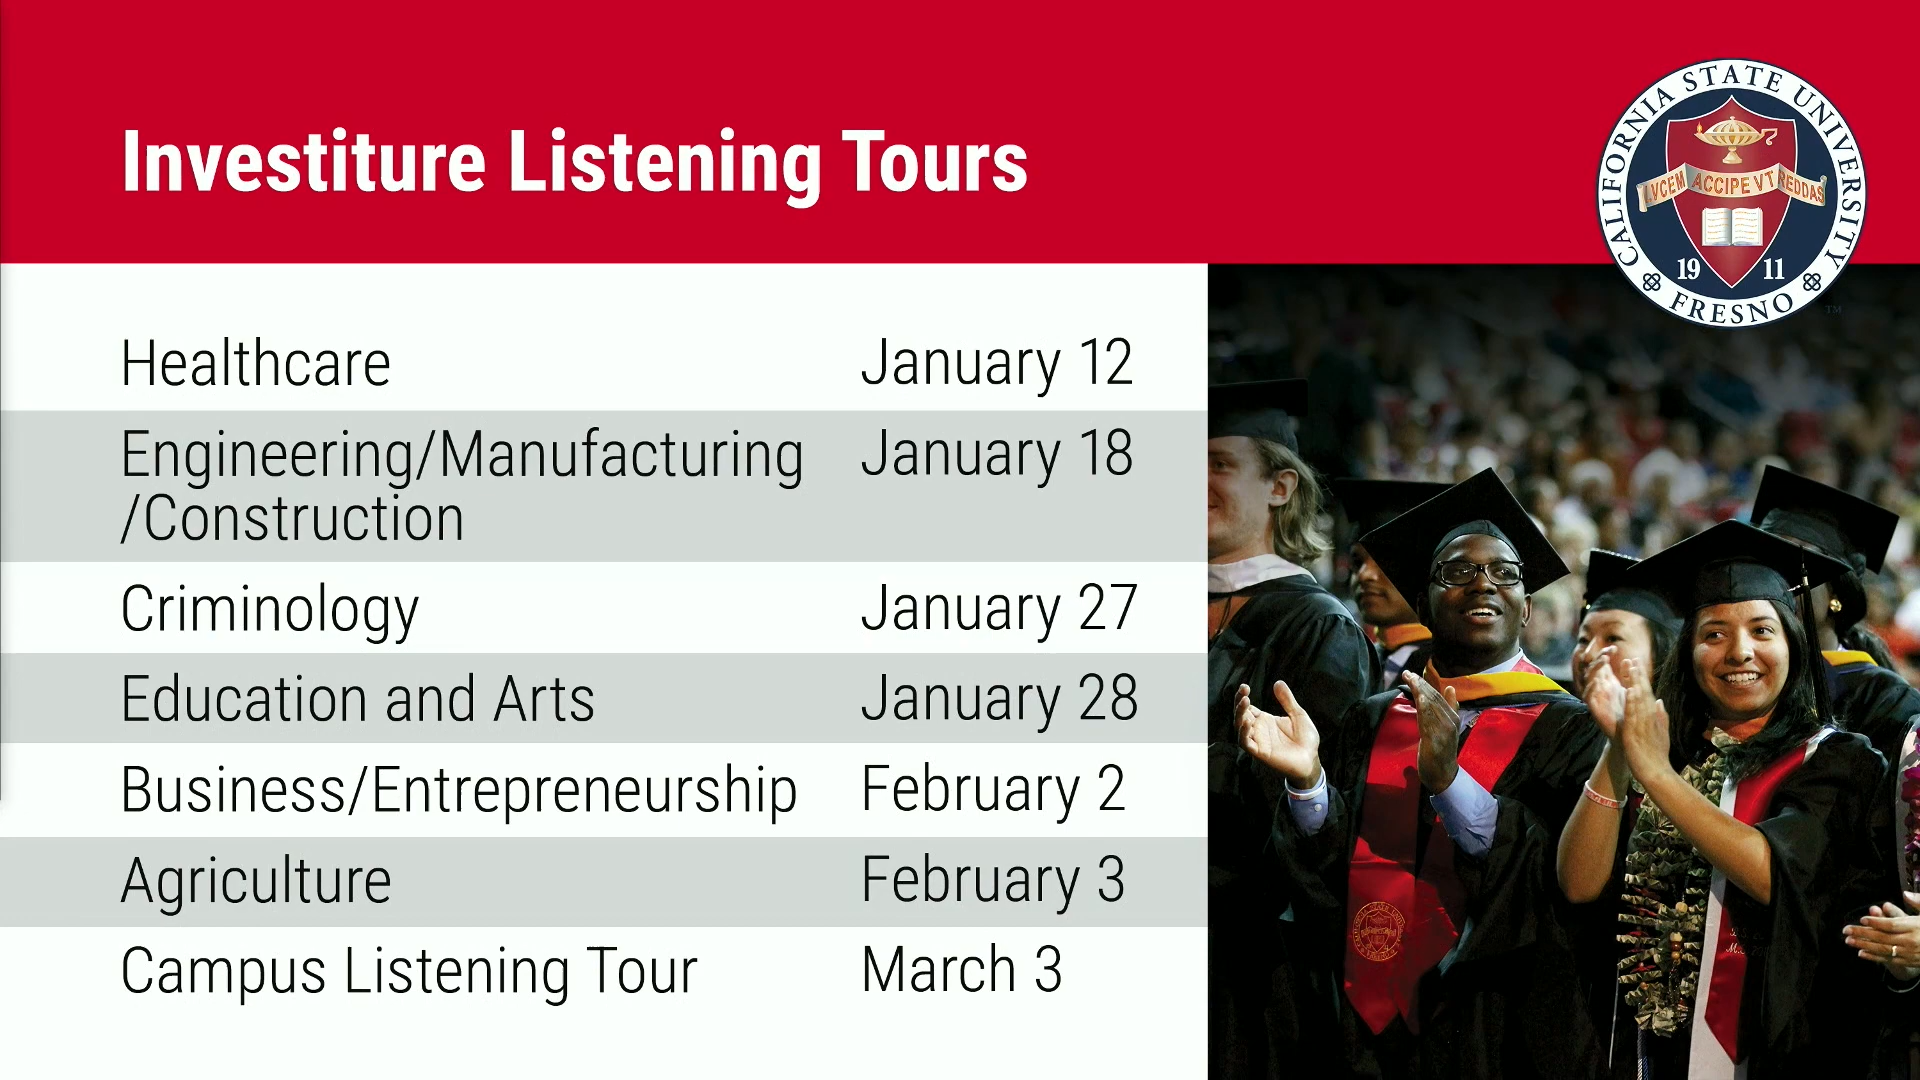 Investiture Listening Tours
CALIFORNIA STATE UNIVERSITY
LVCEM ACCIPE VT REDDAS
19 11
FRESNO
TM
Healthcare January 12
Engineering/Manufacturing January 18
/Construction
Criminology January 27
Education and Arts January 28
Business/Entrepreneurship February 2
Agriculture February 3
Campus Listening Tour March 3